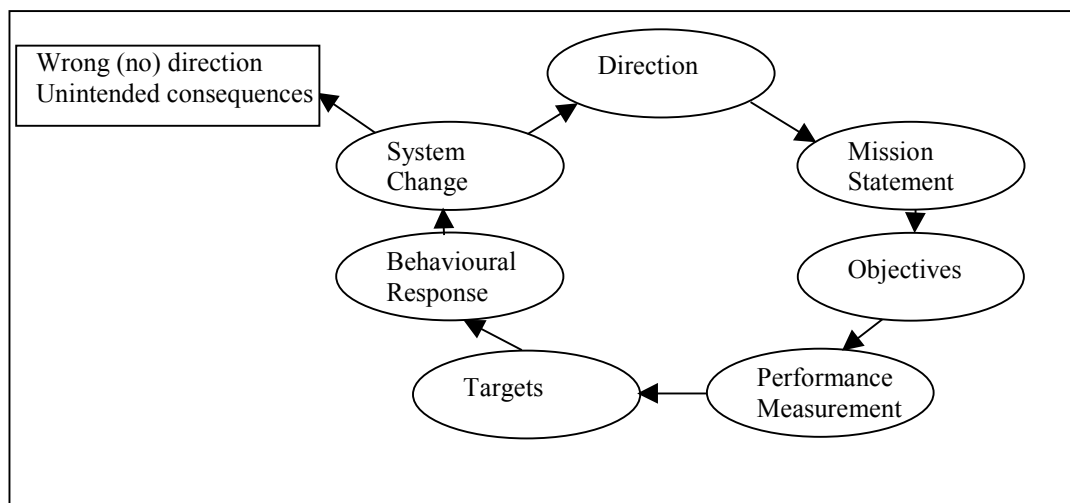 Wrong (no) direction
Unintended consequences
Direction
System
Change
Mission
Statement
Behavioural
Response
Objectives
Targets
Performance
Measurement